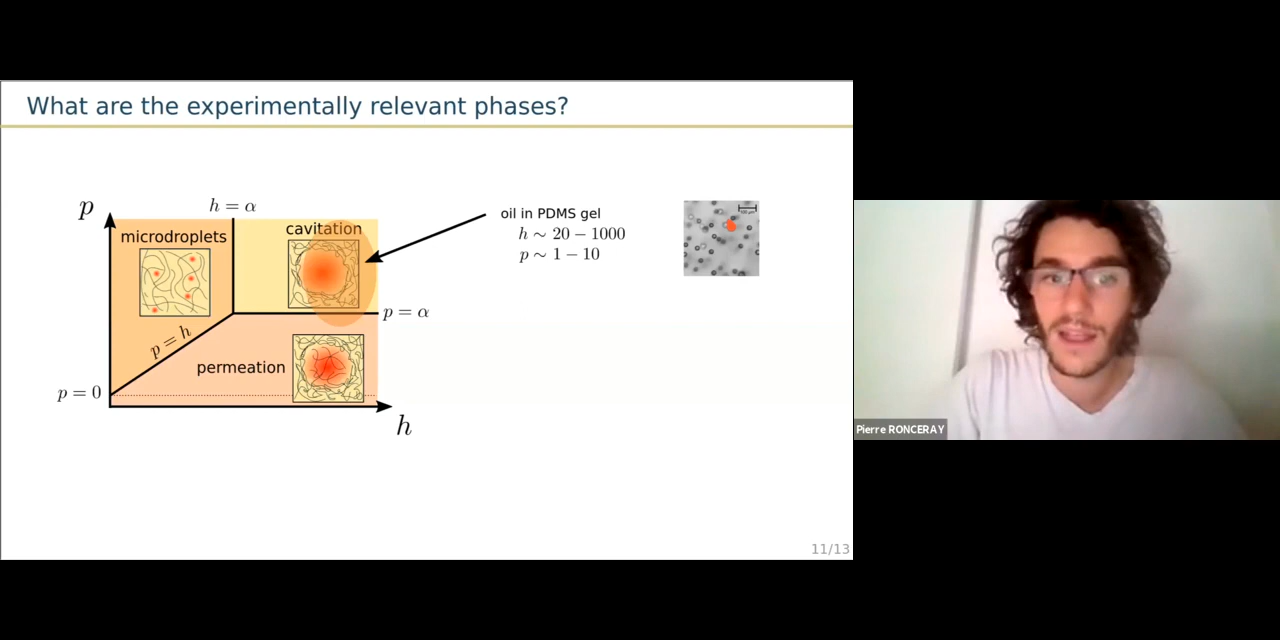 What are the experimentally relevant phases?
p
h = α
microdroplets
cavitation
oil in PDMS gel
h ∼ 20 − 1000
p ∼ 1 − 10
p = α
p = h
permeation
p = 0
h
11/13
Pierre RONCERAY